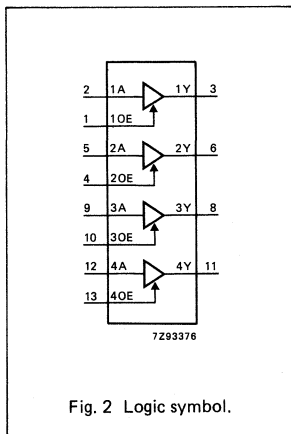 2 1A 1Y 3
1 1OE
5 2A 2Y 6
4 2OE
9 3A 3Y 8
10 3OE
12 4A 4Y 11
13 4OE
7Z93376
Fig. 2 Logic symbol.